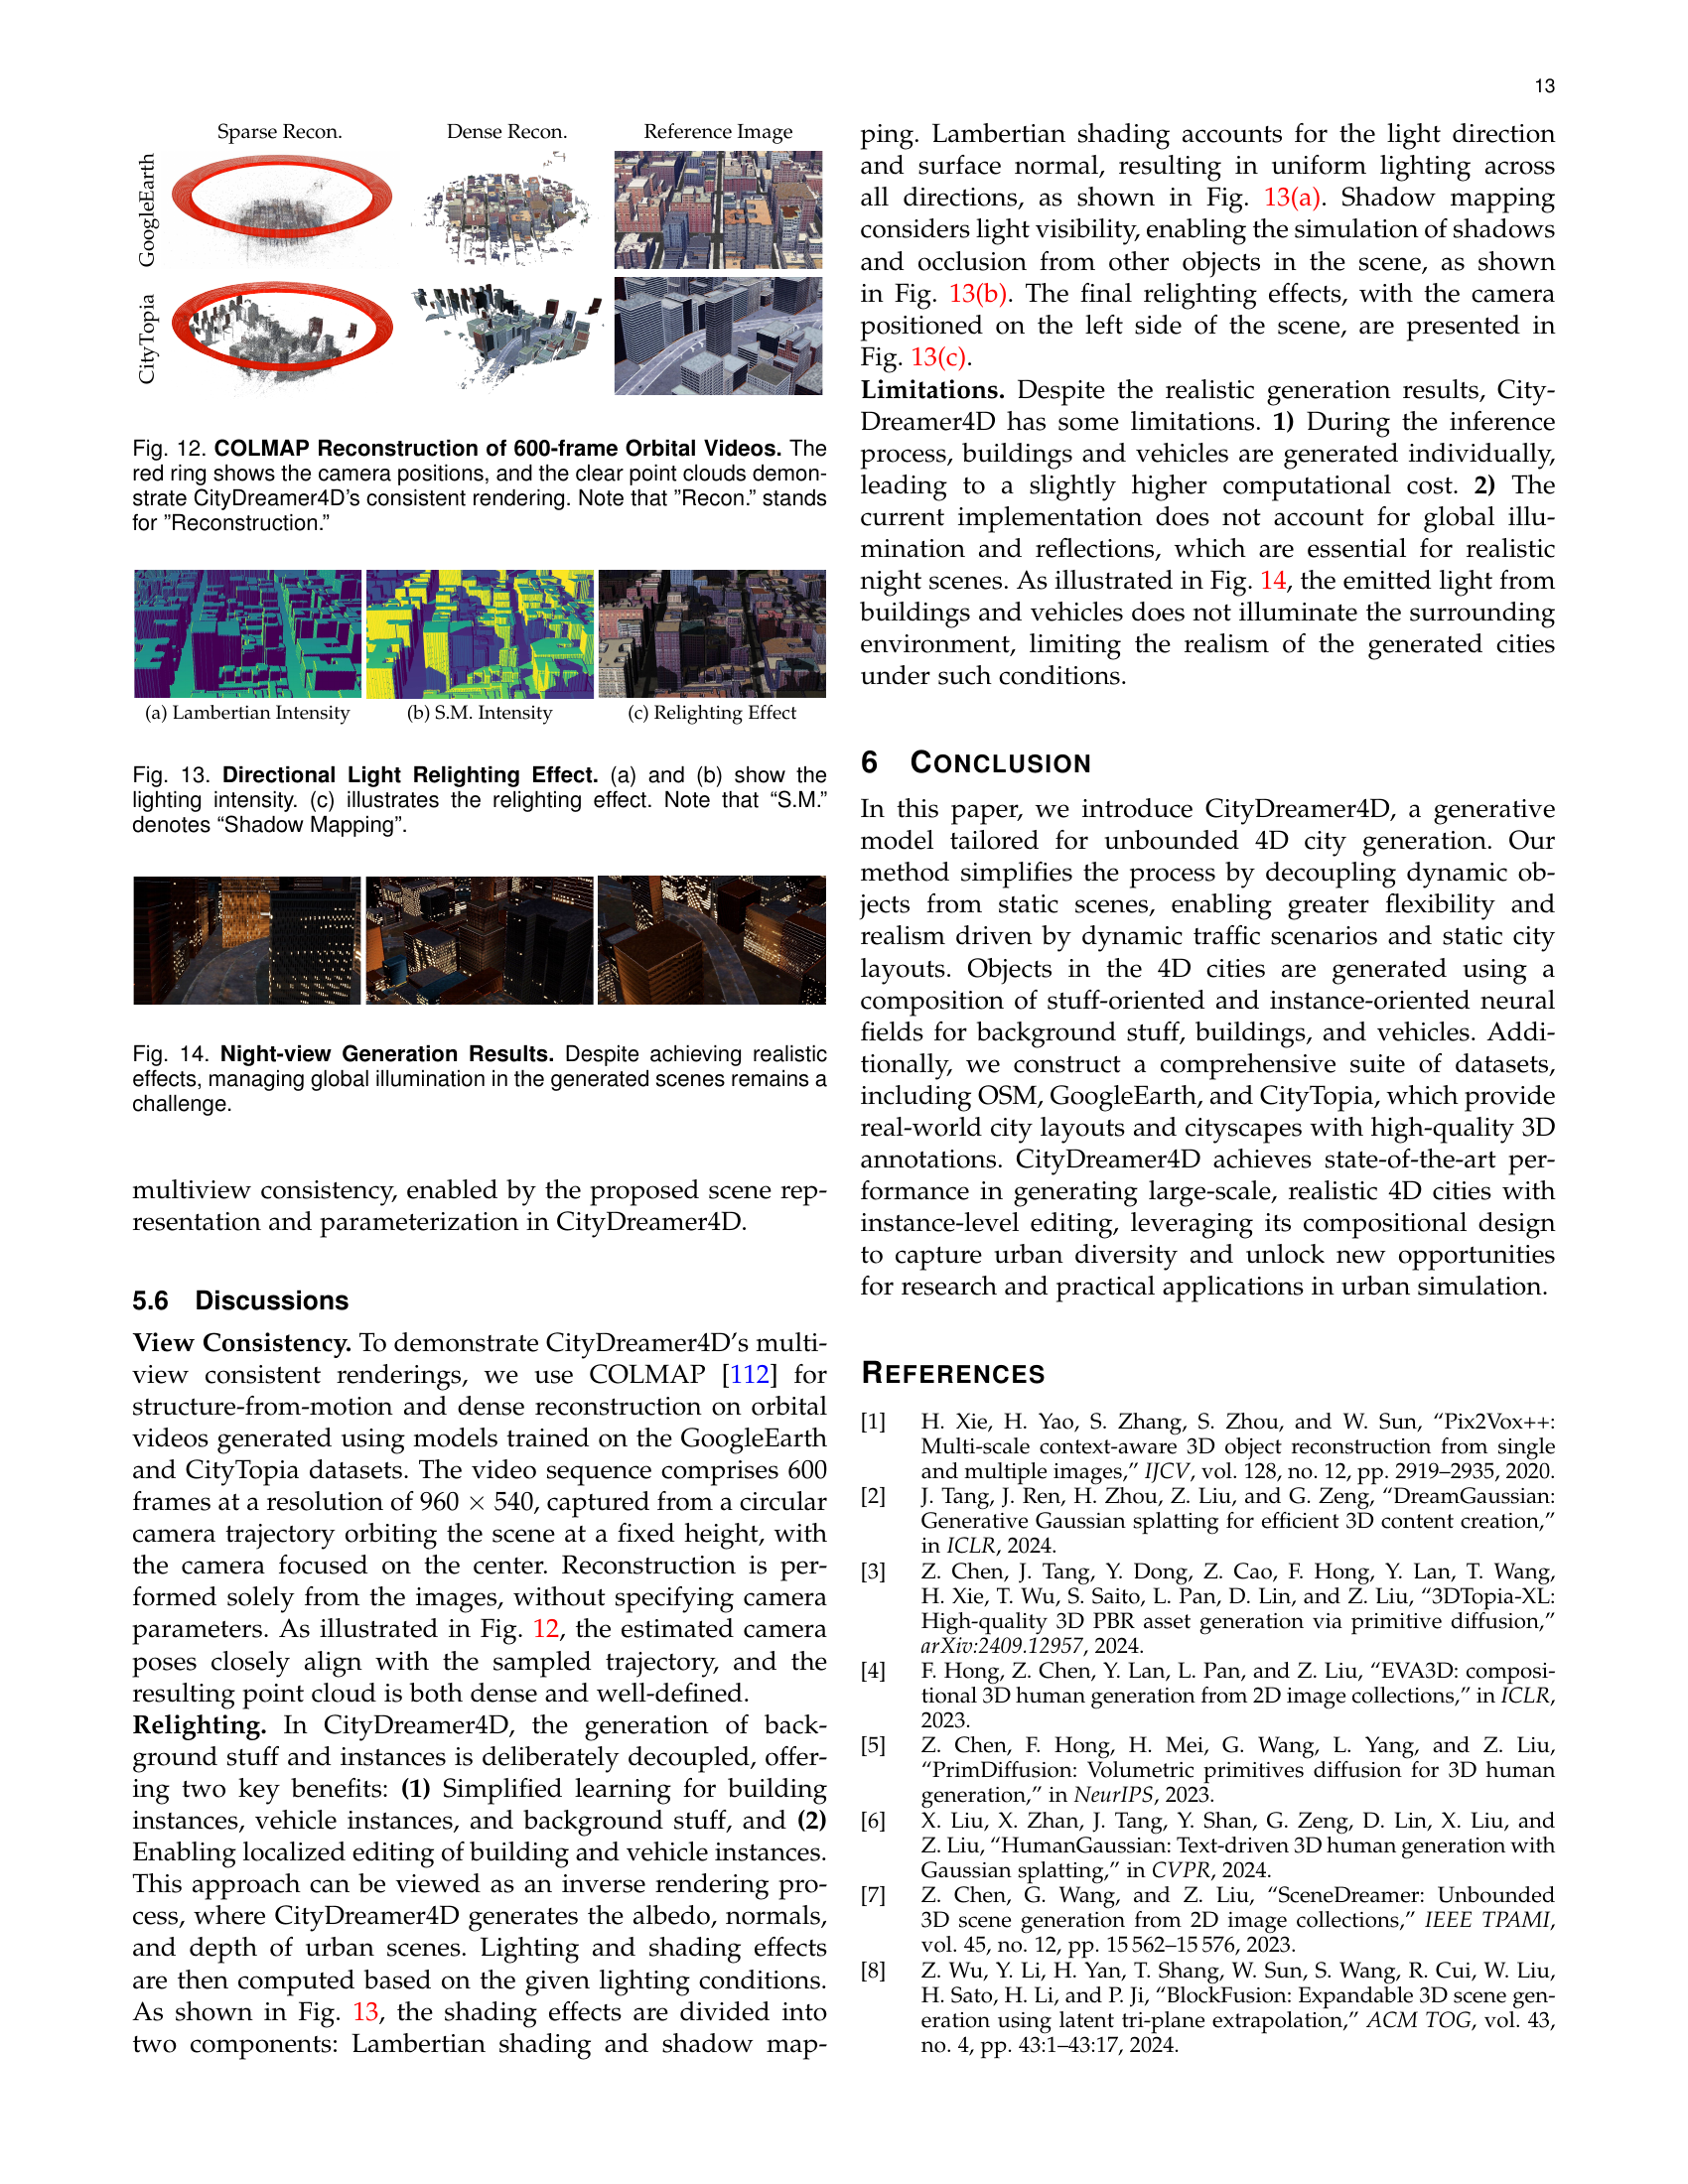 13
Sparse Recon.
Dense Recon.
Reference Image
GoogleEarth
CityTopia
Fig. 12. COLMAP Reconstruction of 600-frame Orbital Videos. The
red ring shows the camera positions, and the clear point clouds demon-
strate CityDreamer4D's consistent rendering. Note that ”Recon.” stands
for ”Reconstruction.”
(a) Lambertian Intensity
(b) S.M. Intensity
(c) Relighting Effect
Fig. 13. Directional Light Relighting Effect. (a) and (b) show the
lighting intensity. (c) illustrates the relighting effect. Note that “S.M.”
denotes “Shadow Mapping”.
Fig. 14. Night-view Generation Results. Despite achieving realistic
effects, managing global illumination in the generated scenes remains a
challenge.
multiview consistency, enabled by the proposed scene rep-
resentation and parameterization in CityDreamer4D.
5.6 Discussions
View Consistency. To demonstrate CityDreamer4D's multi-
view consistent renderings, we use COLMAP [112] for
structure-from-motion and dense reconstruction on orbital
videos generated using models trained on the GoogleEarth
and CityTopia datasets. The video sequence comprises 600
frames at a resolution of 960 × 540, captured from a circular
camera trajectory orbiting the scene at a fixed height, with
the camera focused on the center. Reconstruction is per-
formed solely from the images, without specifying camera
parameters. As illustrated in Fig. 12, the estimated camera
poses closely align with the sampled trajectory, and the
resulting point cloud is both dense and well-defined.
Relighting. In CityDreamer4D, the generation of back-
ground stuff and instances is deliberately decoupled, offer-
ing two key benefits: (1) Simplified learning for building
instances, vehicle instances, and background stuff, and (2)
Enabling localized editing of building and vehicle instances.
This approach can be viewed as an inverse rendering pro-
cess, where CityDreamer4D generates the albedo, normals,
and depth of urban scenes. Lighting and shading effects
are then computed based on the given lighting conditions.
As shown in Fig. 13, the shading effects are divided into
two components: Lambertian shading and shadow map-
ping. Lambertian shading accounts for the light direction
and surface normal, resulting in uniform lighting across
all directions, as shown in Fig. 13(a). Shadow mapping
considers light visibility, enabling the simulation of shadows
and occlusion from other objects in the scene, as shown
in Fig. 13(b). The final relighting effects, with the camera
positioned on the left side of the scene, are presented in
Fig. 13(c).
Limitations. Despite the realistic generation results, City-
Dreamer4D has some limitations. 1) During the inference
process, buildings and vehicles are generated individually,
leading to a slightly higher computational cost. 2) The
current implementation does not account for global illu-
mination and reflections, which are essential for realistic
night scenes. As illustrated in Fig. 14, the emitted light from
buildings and vehicles does not illuminate the surrounding
environment, limiting the realism of the generated cities
under such conditions.
6 CONCLUSION
In this paper, we introduce CityDreamer4D, a generative
model tailored for unbounded 4D city generation. Our
method simplifies the process by decoupling dynamic ob-
jects from static scenes, enabling greater flexibility and
realism driven by dynamic traffic scenarios and static city
layouts. Objects in the 4D cities are generated using a
composition of stuff-oriented and instance-oriented neural
fields for background stuff, buildings, and vehicles. Addi-
tionally, we construct a comprehensive suite of datasets,
including OSM, GoogleEarth, and CityTopia, which provide
real-world city layouts and cityscapes with high-quality 3D
annotations. CityDreamer4D achieves state-of-the-art per-
formance in generating large-scale, realistic 4D cities with
instance-level editing, leveraging its compositional design
to capture urban diversity and unlock new opportunities
for research and practical applications in urban simulation.
REFERENCES
[1] H. Xie, H. Yao, S. Zhang, S. Zhou, and W. Sun, “Pix2Vox++:
Multi-scale context-aware 3D object reconstruction from single
and multiple images,” IJCV, vol. 128, no. 12, pp. 2919–2935, 2020.
[2] J. Tang, J. Ren, H. Zhou, Z. Liu, and G. Zeng, “DreamGaussian:
Generative Gaussian splatting for efficient 3D content creation,”
in ICLR, 2024.
[3] Z. Chen, J. Tang, Y. Dong, Z. Cao, F. Hong, Y. Lan, T. Wang,
H. Xie, T. Wu, S. Saito, L. Pan, D. Lin, and Z. Liu, “3DTopia-XL:
High-quality 3D PBR asset generation via primitive diffusion,”
arXiv:2409.12957, 2024.
[4] F. Hong, Z. Chen, Y. Lan, L. Pan, and Z. Liu, “EVA3D: composi-
tional 3D human generation from 2D image collections,” in ICLR,
2023.
[5] Z. Chen, F. Hong, H. Mei, G. Wang, L. Yang, and Z. Liu,
“PrimDiffusion: Volumetric primitives diffusion for 3D human
generation,” in NeurIPS, 2023.
[6] X. Liu, X. Zhan, J. Tang, Y. Shan, G. Zeng, D. Lin, X. Liu, and
Z. Liu, “HumanGaussian: Text-driven 3D human generation with
Gaussian splatting,” in CVPR, 2024.
[7] Z. Chen, G. Wang, and Z. Liu, “SceneDreamer: Unbounded
3D scene generation from 2D image collections,” IEEE TPAMI,
vol. 45, no. 12, pp. 15 562–15 576, 2023.
[8] Z. Wu, Y. Li, H. Yan, T. Shang, W. Sun, S. Wang, R. Cui, W. Liu,
H. Sato, H. Li, and P. Ji, “BlockFusion: Expandable 3D scene gen-
eration using latent tri-plane extrapolation,” ACM TOG, vol. 43,
no. 4, pp. 43:1–43:17, 2024.